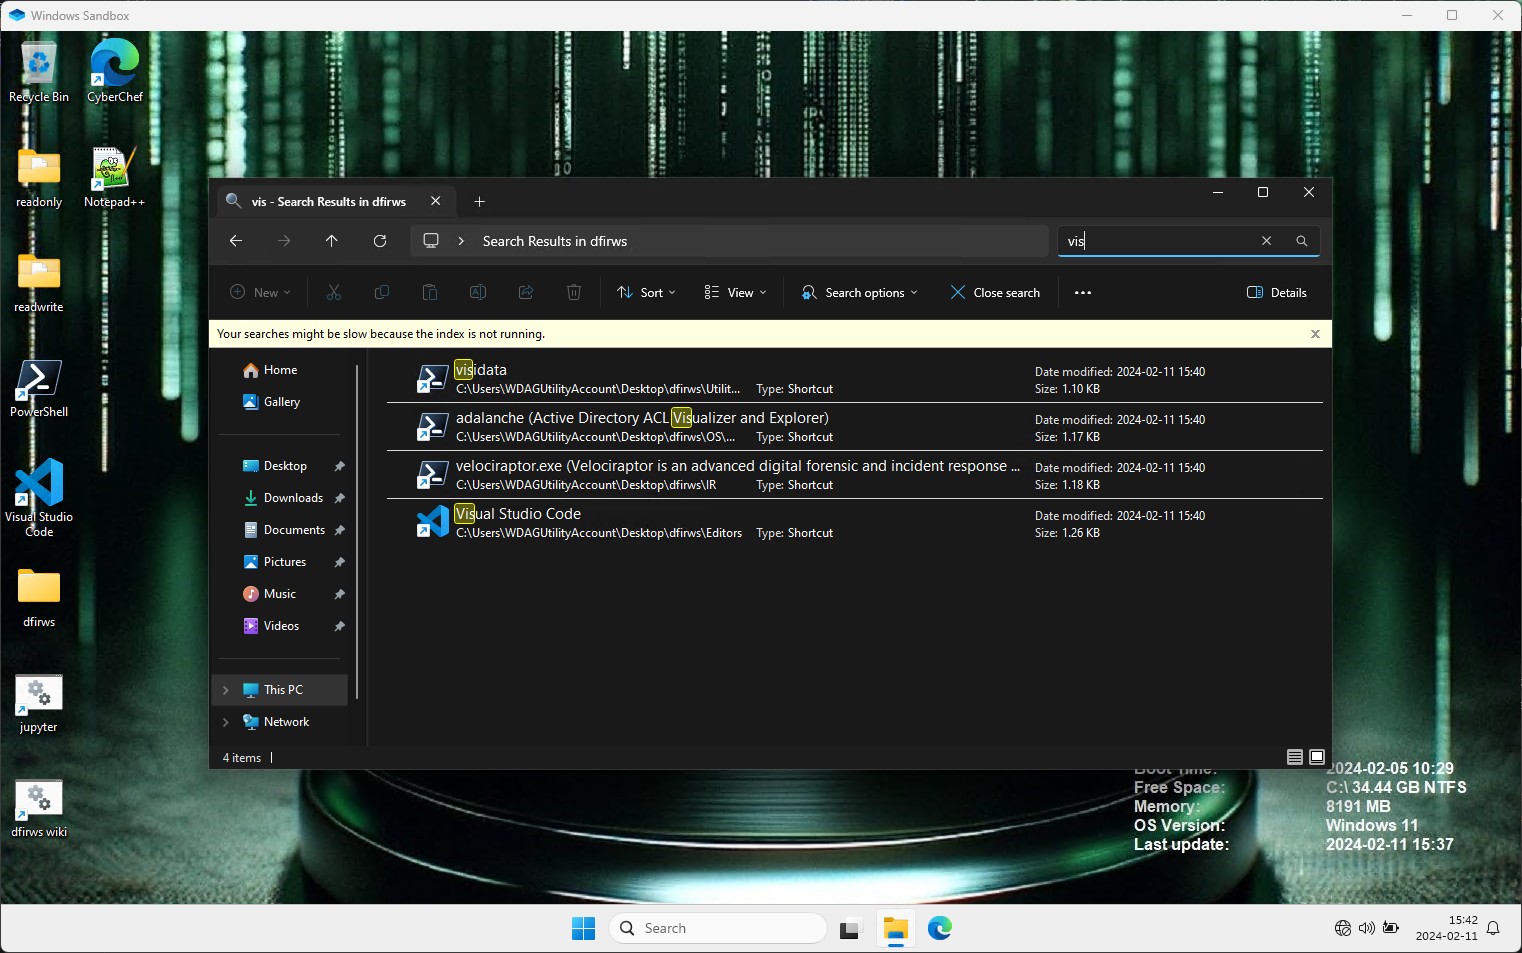 Windows Sandbox
Recycle Bin
CyberChef
readonly
Notepad++
readwrite
PowerShell
Visual Studio
Code
dfirws
jupyter
dfirws wiki
vis - Search Results in dfirws
Search Results in dfirws
vis
New
Sort
View
Search options
Close search
Details
Your searches might be slow because the index is not running.
Home
Gallery
Desktop
Downloads
Documents
Pictures
Music
Videos
This PC
Network
visidata
Date modified: 2024-02-11 15:40
C:\Users\WDAGUtilityAccount\Desktop\dfirws\Utilit... Type: Shortcut
Size: 1.10 KB
adalanche (Active Directory ACL Visualizer and Explorer)
Date modified: 2024-02-11 15:40
C:\Users\WDAGUtilityAccount\Desktop\dfirws\OS\... Type: Shortcut
Size: 1.17 KB
velociraptor.exe (Velociraptor is an advanced digital forensic and incident response ...
Date modified: 2024-02-11 15:40
C:\Users\WDAGUtilityAccount\Desktop\dfirws\IR Type: Shortcut
Size: 1.18 KB
Visual Studio Code
Date modified: 2024-02-11 15:40
C:\Users\WDAGUtilityAccount\Desktop\dfirws\Editors Type: Shortcut
Size: 1.26 KB
4 items
Boot Time: 2024-02-05 10:29
Free Space: C:\ 34.44 GB NTFS
Memory: 8191 MB
OS Version: Windows 11
Last update: 2024-02-11 15:37
Search
15:42
2024-02-11